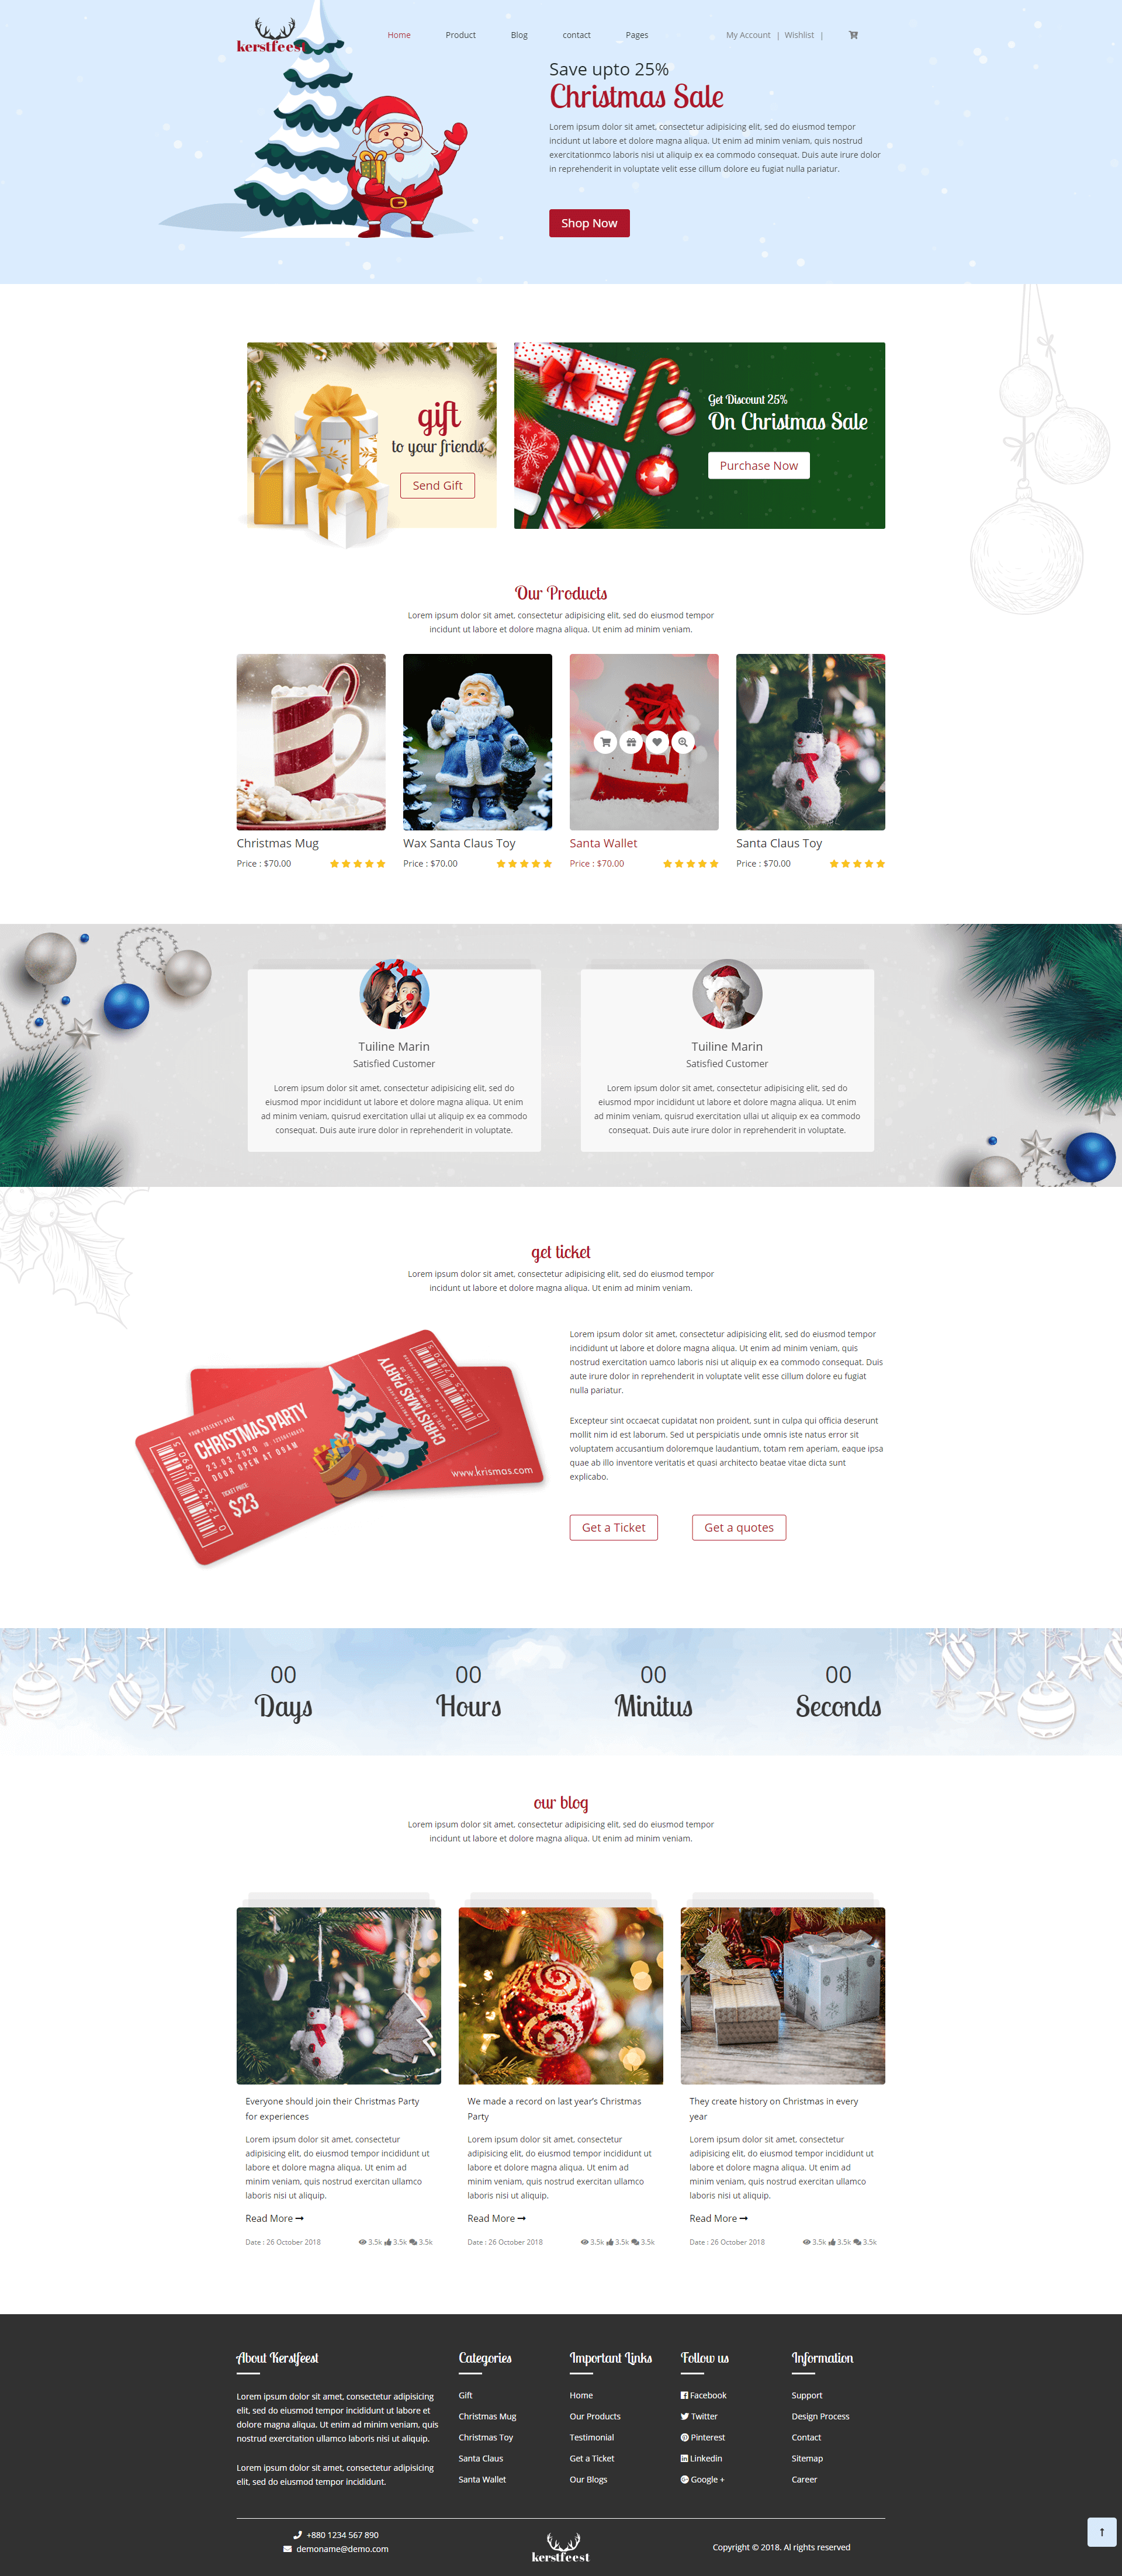 kerstfeest
Home Product Blog contact Pages My Account | Wishlist |
Save upto 25%
Christmas Sale
Lorem ipsum dolor sit amet, consectetur adipisicing elit, sed do eiusmod tempor
incidunt ut labore et dolore magna aliqua. Ut enim ad minim veniam, quis nostrud
exercitationmco laboris nisi ut aliquip ex ea commodo consequat. Duis aute irure dolor
in reprehenderit in voluptate velit esse cillum dolore eu fugiat nulla pariatur.
Shop Now
gift
to your friends
Send Gift
Get Discount 25%
On Christmas Sale
Purchase Now
Our Products
Lorem ipsum dolor sit amet, consectetur adipisicing elit, sed do eiusmod tempor
incididunt ut labore et dolore magna aliqua. Ut enim ad minim veniam.
Christmas Mug
Price : $70.00
Wax Santa Claus Toy
Price : $70.00
Santa Wallet
Price : $70.00
Santa Claus Toy
Price : $70.00
Tuiline Marin
Satisfied Customer
Lorem ipsum dolor sit amet, consectetur adipisicing elit, sed do
eiusmod mpor incididunt ut labore et dolore magna aliqua. Ut enim
ad minim veniam, quisrud exercitation ullai ut aliquip ex ea commodo
consequat. Duis aute irure dolor in reprehenderit in voluptate.
Tuiline Marin
Satisfied Customer
Lorem ipsum dolor sit amet, consectetur adipisicing elit, sed do
eiusmod mpor incididunt ut labore et dolore magna aliqua. Ut enim
ad minim veniam, quisrud exercitation ullai ut aliquip ex ea commodo
consequat. Duis aute irure dolor in reprehenderit in voluptate.
get ticket
Lorem ipsum dolor sit amet, consectetur adipisicing elit, sed do eiusmod tempor
incididunt ut labore et dolore magna aliqua. Ut enim ad minim veniam.
YOUR PRESENTS HERE
CHRISTMAS PARTY
23.03.2020 // 123456789
DOOR OPEN AT 09AM
TICKET PRICE:
$23
012345 67890
CHRISTMAS PARTY
012345 67890
www.krismas.com
Lorem ipsum dolor sit amet, consectetur adipisicing elit, sed do eiusmod tempor
incididunt ut labore et dolore magna aliqua. Ut enim ad minim veniam, quis
nostrud exercitation uamco laboris nisi ut aliquip ex ea commodo consequat. Duis
aute irure dolor in reprehenderit in voluptate velit esse cillum dolore eu fugiat
nulla pariatur.
Excepteur sint occaecat cupidatat non proident, sunt in culpa qui officia deserunt
mollit nim id est laborum. Sed ut perspiciatis unde omnis iste natus error sit
voluptatem accusantium doloremque laudantium, totam rem aperiam, eaque ipsa
quae ab illo inventore veritatis et quasi architecto beatae vitae dicta sunt
explicabo.
Get a Ticket
Get a quotes
00 00 00 00
Days Hours Minitus Seconds
our blog
Lorem ipsum dolor sit amet, consectetur adipisicing elit, sed do eiusmod tempor
incididunt ut labore et dolore magna aliqua. Ut enim ad minim veniam.
Everyone should join their Christmas Party
for experiences
Lorem ipsum dolor sit amet, consectetur
adipisicing elit, do eiusmod tempor incididunt ut
labore et dolore magna aliqua. Ut enim ad
minim veniam, quis nostrud exercitan ullamco
laboris nisi ut aliquip.
Read More
Date : 26 October 2018 3.5k 3.5k 3.5k
We made a record on last year's Christmas
Party
Lorem ipsum dolor sit amet, consectetur
adipisicing elit, do eiusmod tempor incididunt ut
labore et dolore magna aliqua. Ut enim ad
minim veniam, quis nostrud exercitan ullamco
laboris nisi ut aliquip.
Read More
Date : 26 October 2018 3.5k 3.5k 3.5k
They create history on Christmas in every
year
Lorem ipsum dolor sit amet, consectetur
adipisicing elit, do eiusmod tempor incididunt ut
labore et dolore magna aliqua. Ut enim ad
minim veniam, quis nostrud exercitan ullamco
laboris nisi ut aliquip.
Read More
Date : 26 October 2018 3.5k 3.5k 3.5k
About Kerstfeest
Lorem ipsum dolor sit amet, consectetur adipisicing
elit, sed do eiusmod tempor incididunt ut labore et
dolore magna aliqua. Ut enim ad minim veniam, quis
nostrud exercitation ullamco laboris nisi ut aliquip.
Lorem ipsum dolor sit amet, consectetur adipisicing
elit, sed do eiusmod tempor incididunt.
Categories
Gift
Christmas Mug
Christmas Toy
Santa Claus
Santa Wallet
Important Links
Home
Our Products
Testimonial
Get a Ticket
Our Blogs
Follow us
Facebook
Twitter
Pinterest
Linkedin
Google +
Information
Support
Design Process
Contact
Sitemap
Career
+880 1234 567 890
demoname@demo.com
kerstfeest
Copyright © 2018. Al rights reserved